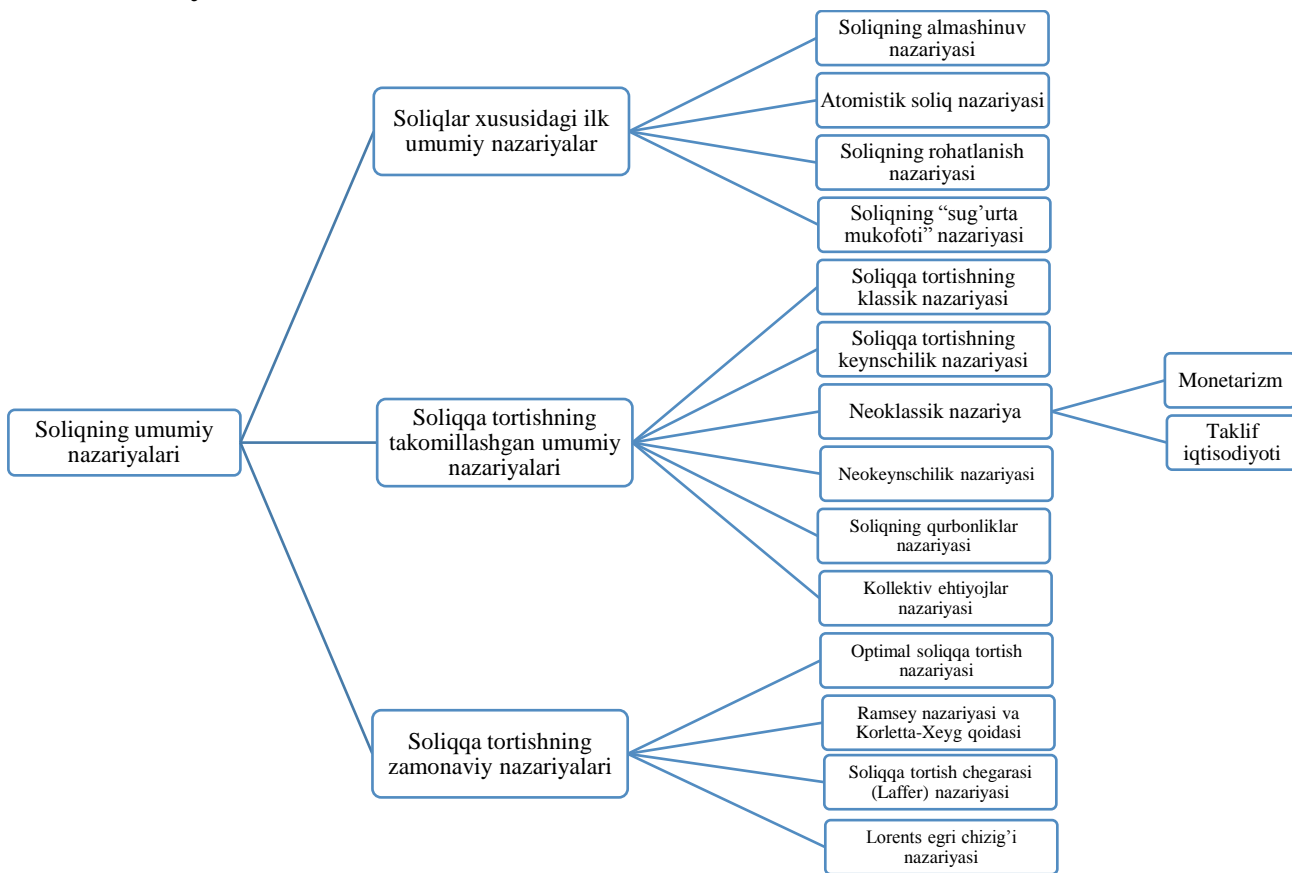 Soliqning umumiy
nazariyalari
Soliqlar xususidagi ilk
umumiy nazariyalar
Soliqning almashinuv
nazariyasi
Atomistik soliq nazariyasi
Soliqning rohatlanish
nazariyasi
Soliqning “sug’urta
mukofoti” nazariyasi
Soliqqa tortishning
takomillashgan umumiy
nazariyalari
Soliqqa tortishning
klassik nazariyasi
Soliqqa tortishning
keynschilik nazariyasi
Neoklassik nazariya
Monetarizm
Taklif
iqtisodiyoti
Neokeynschilik nazariyasi
Soliqning qurbonliklar
nazariyasi
Kollektiv ehtiyojlar
nazariyasi
Soliqqa tortishning
zamonaviy nazariyalari
Optimal soliqqa tortish
nazariyasi
Ramsey nazariyasi va
Korletta-Xeyg qoidasi
Soliqqa tortish chegarasi
(Laffer) nazariyasi
Lorents egri chizig’i
nazariyasi